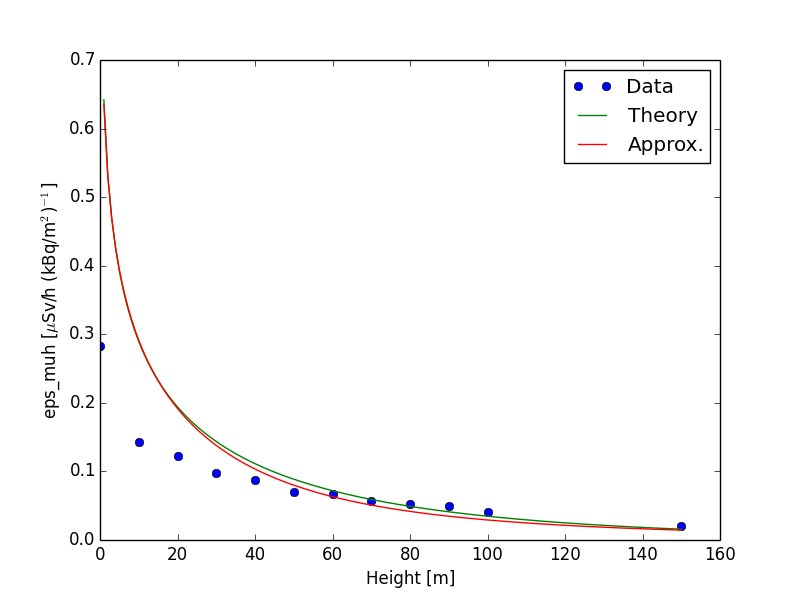 Data
Theory
Approx.
0.7
0.6
0.5
0.4
0.3
0.2
0.1
0.0
0 20 40 60 80 100 120 140 160
Height [m]
eps_muh [μSv/h (kBq/m²)⁻¹]